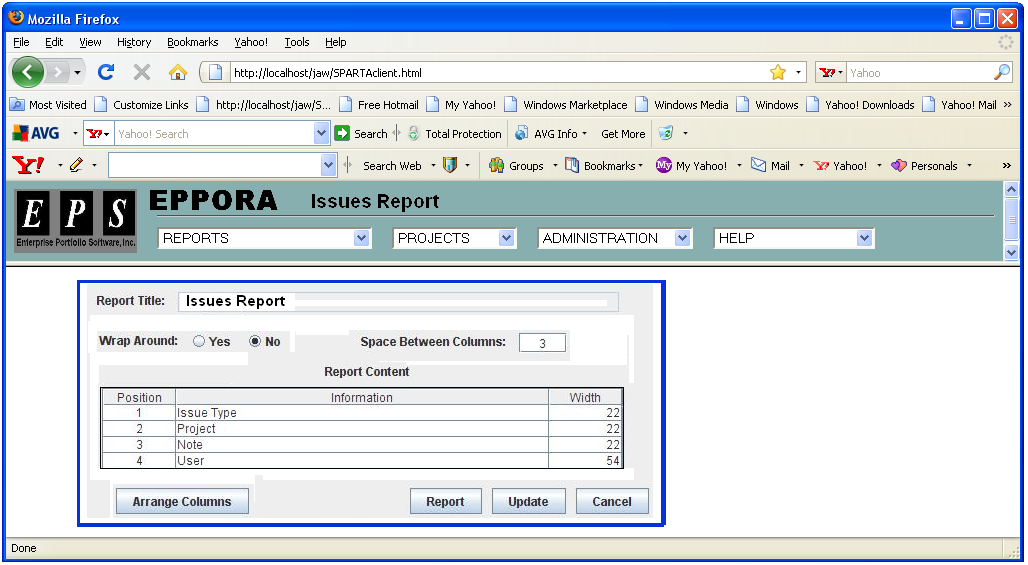 Mozilla Firefox
File Edit View History Bookmarks Yahoo! Tools Help
http://localhost/jaw/SPARTAclient.html Yahoo
Most Visited Customize Links http://localhost/jaw/S... Free Hotmail My Yahoo! Windows Marketplace Windows Media Windows Yahoo! Downloads Yahoo! Mail »
AVG Y! Yahoo! Search Search Total Protection AVG Info Get More
Y! Search Web Groups Bookmarks My Yahoo! Mail Yahoo! Personals »
EPS EPPORA Issues Report
Enterprise Portfolio Software, Inc. REPORTS PROJECTS ADMINISTRATION HELP
Report Title: Issues Report
Wrap Around: Yes No Space Between Columns: 3
Report Content
Position Information Width
1 Issue Type 22
2 Project 22
3 Note 22
4 User 54
Arrange Columns Report Update Cancel
Done